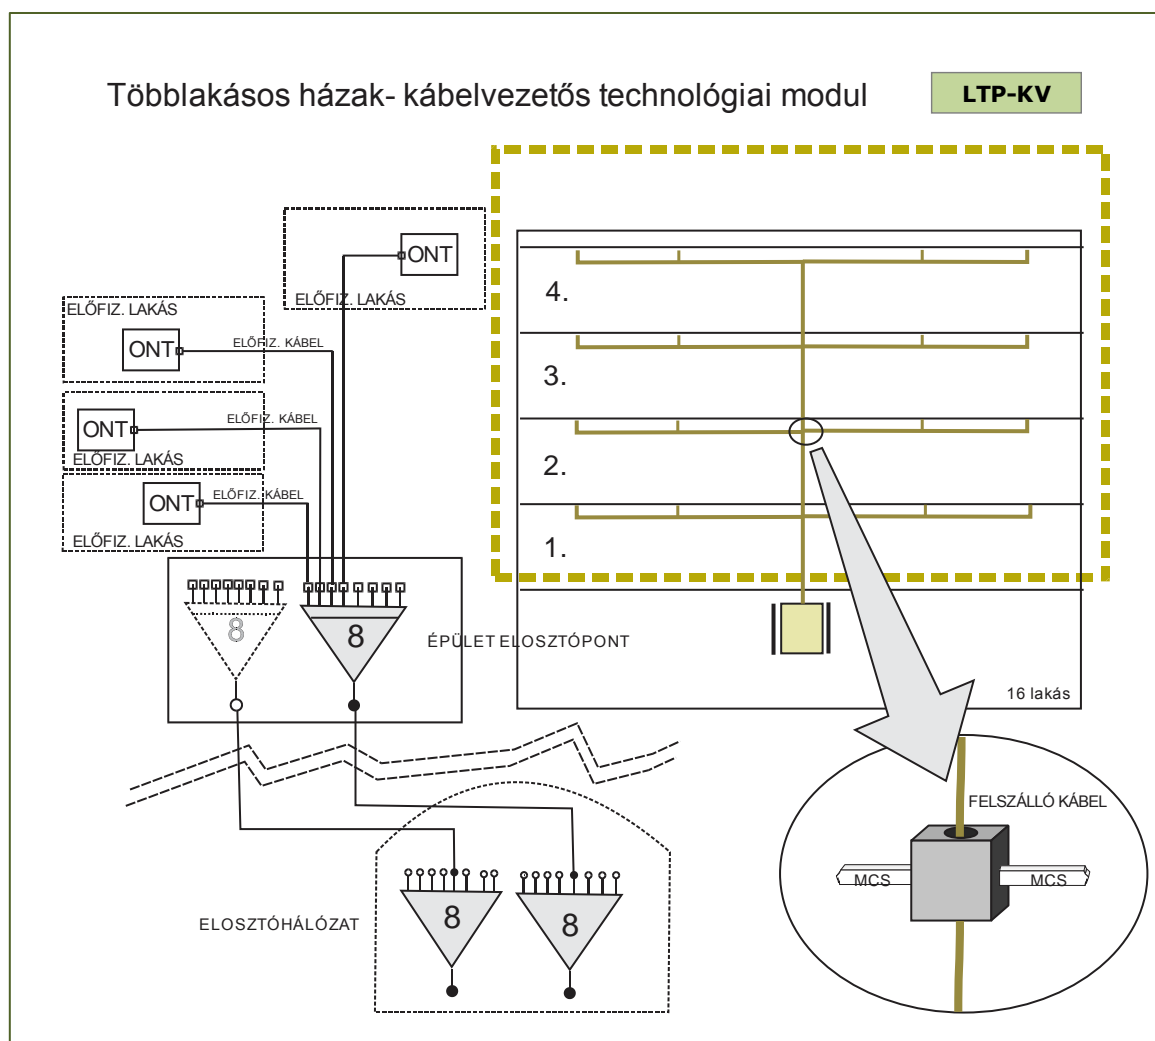 Többlakásos házak- kábelvezetős technológiai modul
LTP-KV
ONT
ELŐFIZ. LAKÁS
ELŐFIZ. LAKÁS
ONT
ELŐFIZ. KÁBEL
ONT
ELŐFIZ. KÁBEL
ELŐFIZ. LAKÁS
ONT
ELŐFIZ. KÁBEL
ELŐFIZ. LAKÁS
4.
3.
2.
1.
8
8
ÉPÜLET ELOSZTÓPONT
16 lakás
FELSZÁLLÓ KÁBEL
MCS
MCS
8
8
ELOSZTÓHÁLÓZAT